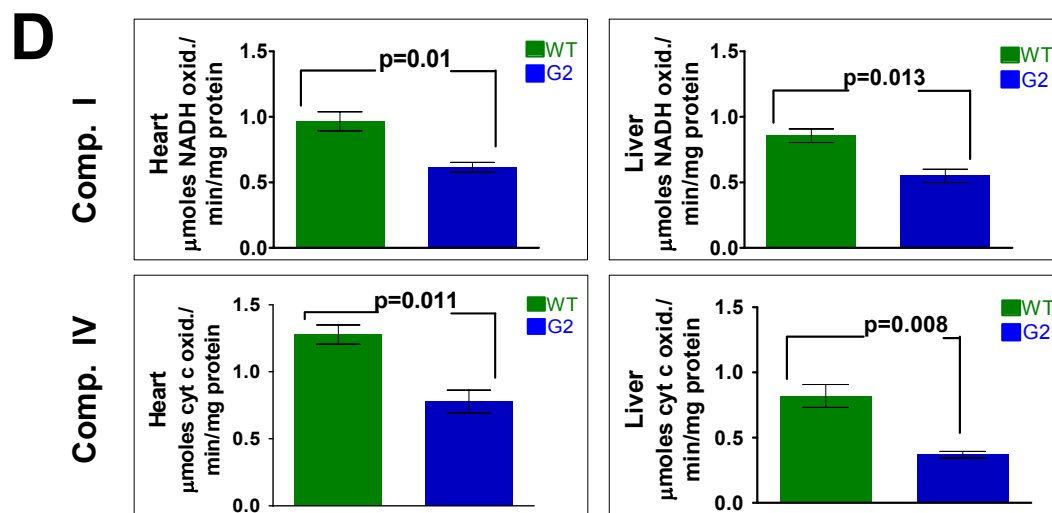 D
Comp. I
Heart
µmoles NADH oxid./
min/mg protein
1.5
1.0
0.5
0.0
p=0.01
WT
G2
Liver
µmoles NADH oxid./
min/mg protein
1.5
1.0
0.5
0.0
p=0.013
WT
G2
Comp. IV
Heart
µmoles cyt c oxid./
min/mg protein
1.5
1.0
0.5
0.0
p=0.011
WT
G2
Liver
µmoles cyt c oxid./
min/mg protein
1.5
1.0
0.5
0.0
p=0.008
WT
G2